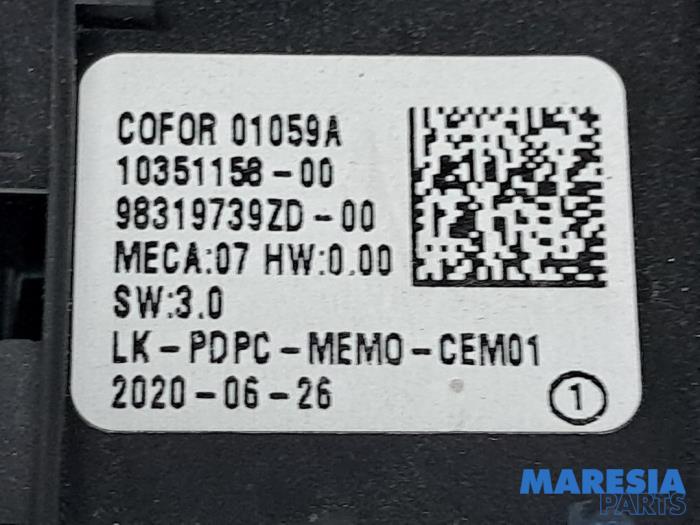 COFOR 01059A
10351158-00
98319739ZD-00
MECA:07 HW:0.00
SW:3.0
LK-PDPC-MEMO-CEM01
2020-06-26
1
MARESIA
PARTS